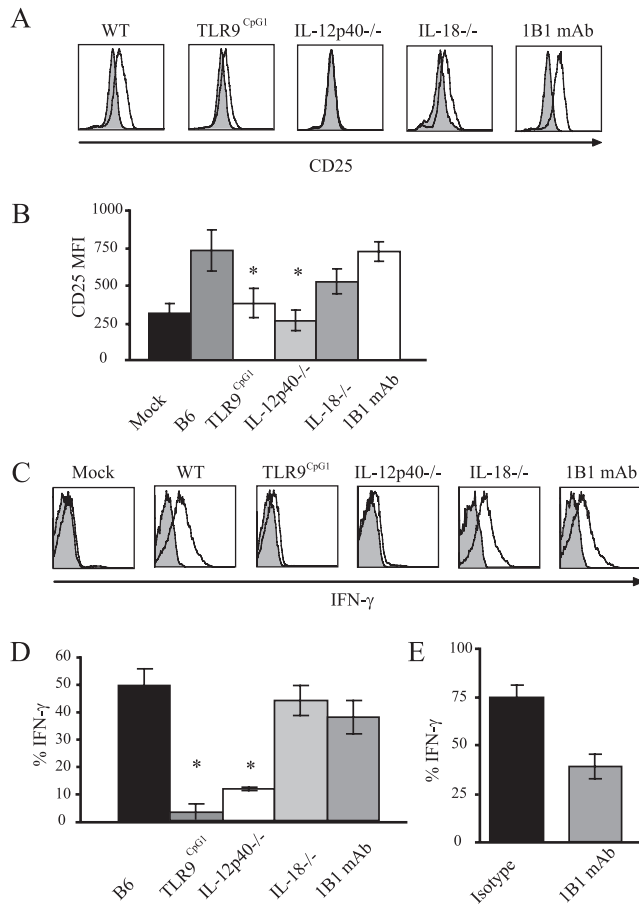 A
WT TLR9CpG1 IL-12p40-/- IL-18-/- 1B1 mAb
CD25
B
CD25 MFI
1000
750
500
250
0
* *
Mock B6 TLR9CpG1 IL-12p40-/- IL-18-/- 1B1 mAb
C
Mock WT TLR9CpG1 IL-12p40-/- IL-18-/- 1B1 mAb
IFN-γ
D
% IFN-γ
60
50
40
30
20
10
0
* *
B6 TLR9CpG1 IL-12p40-/- IL-18-/- 1B1 mAb
E
% IFN-γ
100
75
50
25
0
Isotype 1B1 mAb